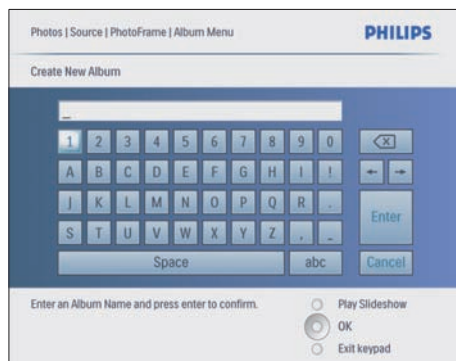 Photos | Source | PhotoFrame | Album Menu
PHILIPS
Create New Album
_
1 2 3 4 5 6 7 8 9 0
A B C D E F G H I !
J K L M N O P Q R .
Enter
S T U V W X Y Z , _
Space abc Cancel
Enter an Album Name and press enter to confirm.
Play Slideshow
OK
Exit keypad